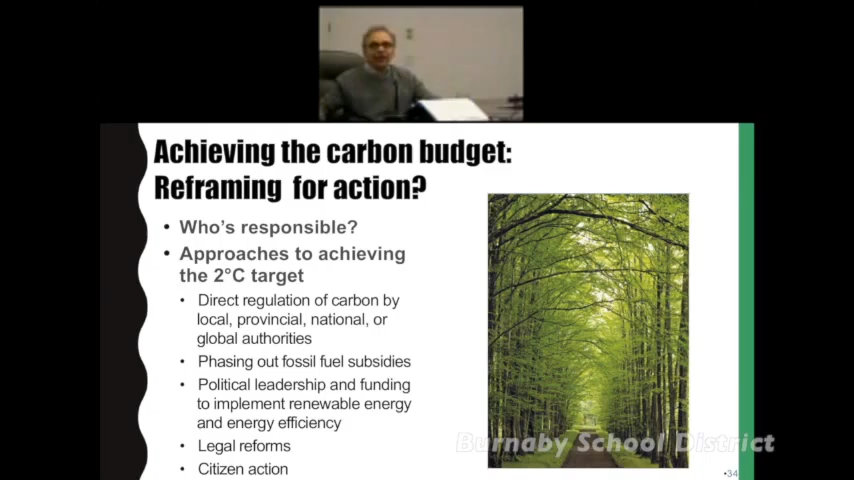 Achieving the carbon budget:
Reframing for action?
• Who's responsible?
• Approaches to achieving
the 2°C target
• Direct regulation of carbon by
local, provincial, national, or
global authorities
• Phasing out fossil fuel subsidies
• Political leadership and funding
to implement renewable energy
and energy efficiency
• Legal reforms
• Citizen action
Burnaby School District
•34